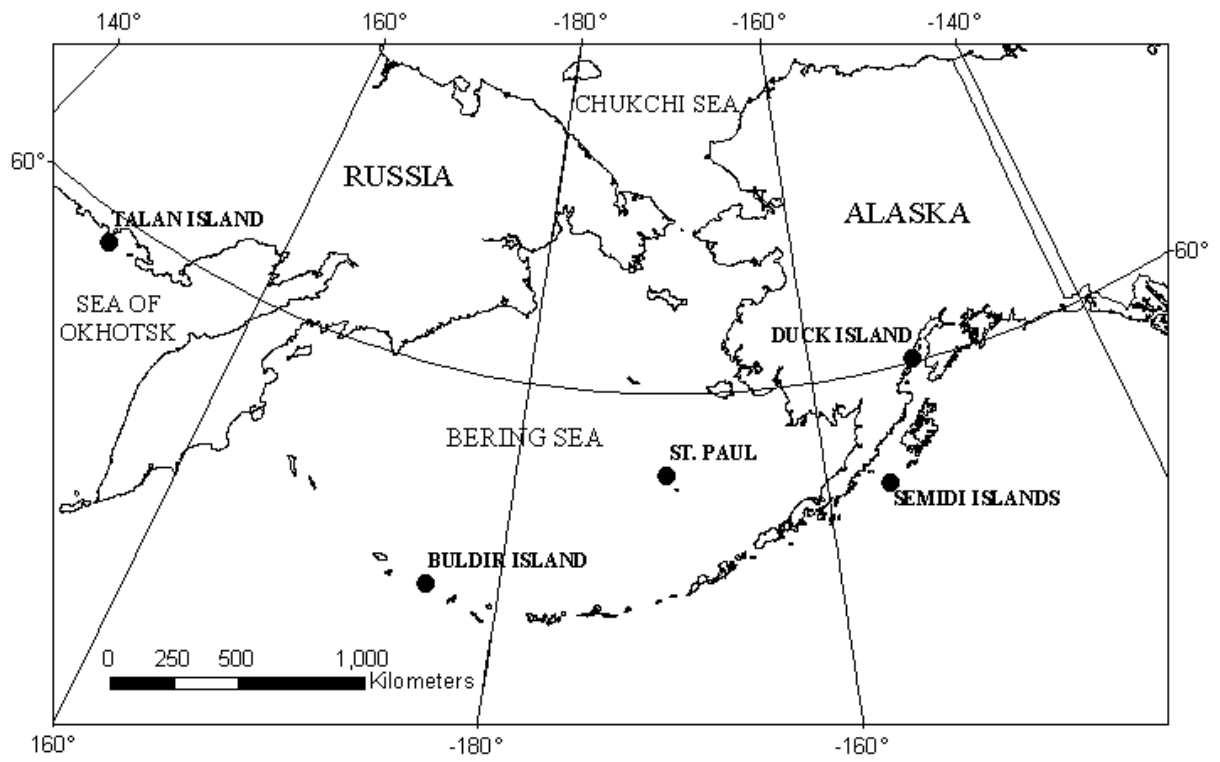 140°
160°
-180°
-160°
-140°
CHUKCHI SEA
60°
RUSSIA
ALASKA
TALAN ISLAND
60°
SEA OF
OKHOTSK
DUCK ISLAND
BERING SEA
ST. PAUL
SEMIDI ISLANDS
BULDIR ISLAND
0 250 500 1,000
Kilometers
160°
-180°
-160°